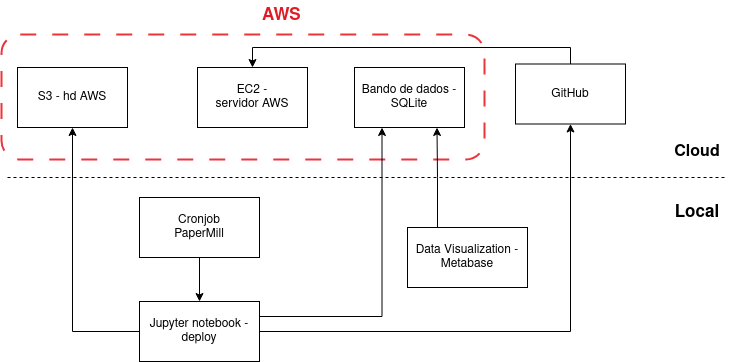 AWS
S3 - hd AWS
EC2 -
servidor AWS
Bando de dados -
SQLite
GitHub
Cloud
Local
Cronjob
PaperMill
Data Visualization -
Metabase
Jupyter notebook -
deploy